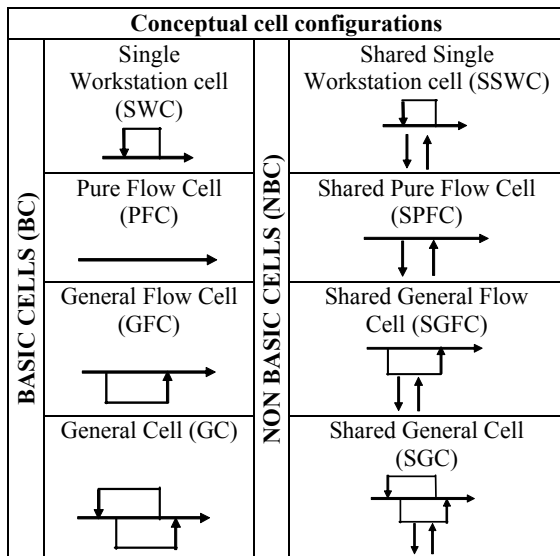 Conceptual cell configurations
BASIC CELLS (BC)
Single
Workstation cell
(SWC)
Pure Flow Cell
(PFC)
General Flow Cell
(GFC)
General Cell (GC)
NON BASIC CELLS (NBC)
Shared Single
Workstation cell (SSWC)
Shared Pure Flow Cell
(SPFC)
Shared General Flow
Cell (SGFC)
Shared General Cell
(SGC)